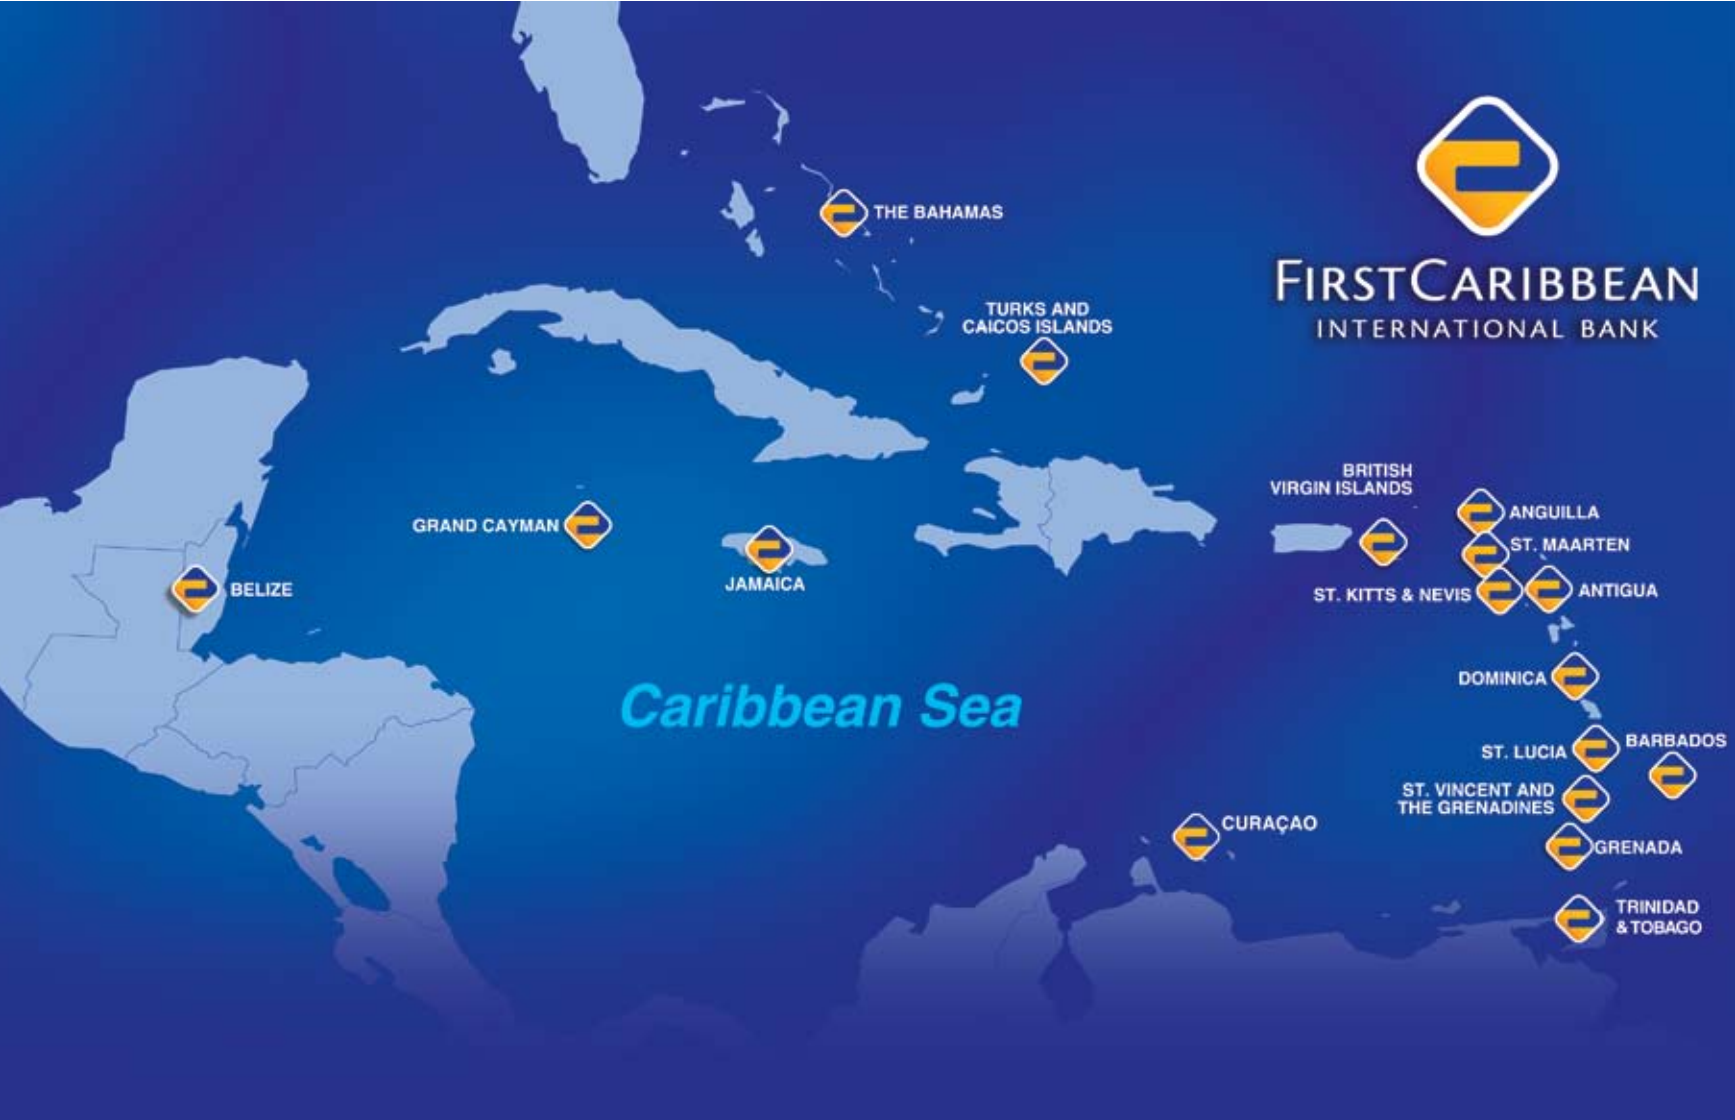 FIRSTCARIBBEAN
INTERNATIONAL BANK
THE BAHAMAS
TURKS AND
CAICOS ISLANDS
BRITISH
VIRGIN ISLANDS
ANGUILLA
GRAND CAYMAN
ST. MAARTEN
JAMAICA
BELIZE
ST. KITTS & NEVIS
ANTIGUA
DOMINICA
Caribbean Sea
BARBADOS
ST. LUCIA
ST. VINCENT AND
THE GRENADINES
CURAÇAO
GRENADA
TRINIDAD
& TOBAGO